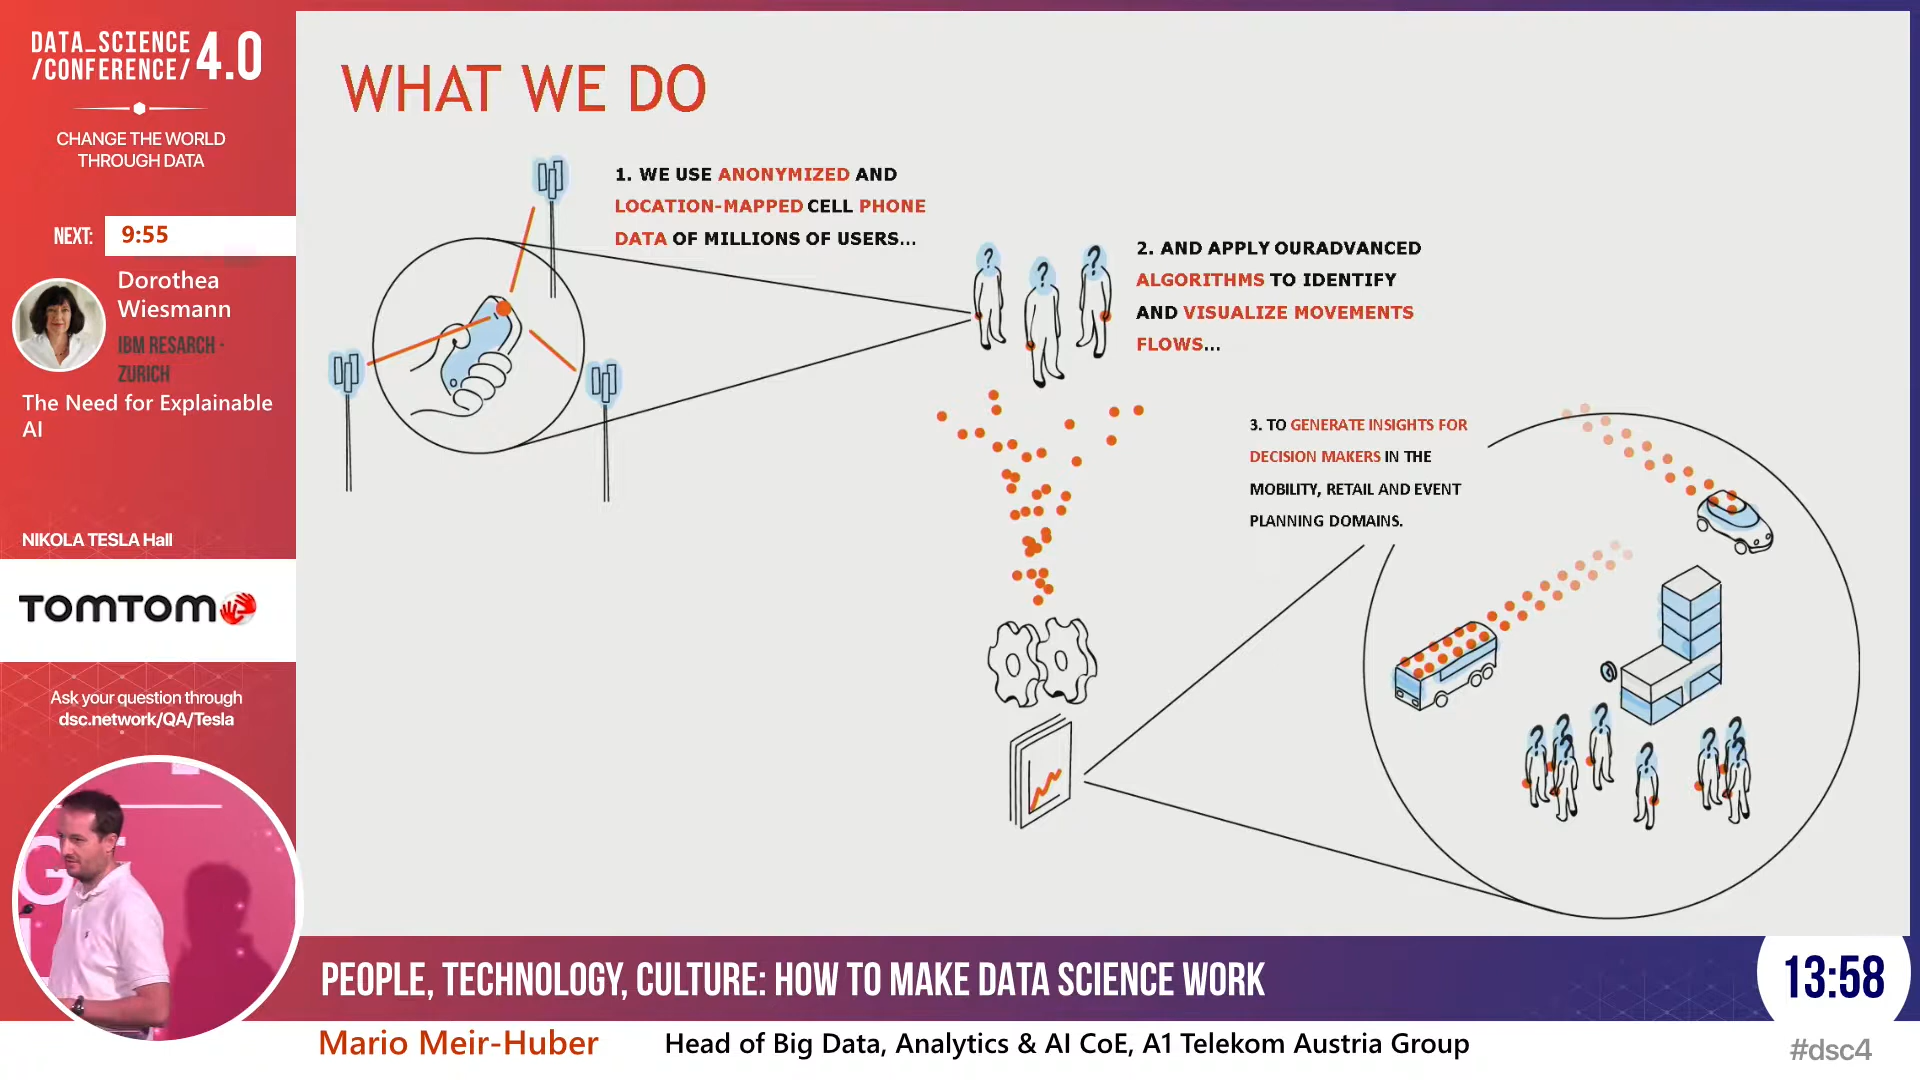 DATA_SCIENCE
/CONFERENCE/ 4.0
CHANGE THE WORLD
THROUGH DATA
NEXT: 9:55
Dorothea
Wiesmann
IBM RESARCH -
ZURICH
The Need for Explainable
AI
NIKOLA TESLA Hall
TOMTOM
Ask your question through
dsc.network/QA/Tesla
WHAT WE DO
1. WE USE ANONYMIZED AND
LOCATION-MAPPED CELL PHONE
DATA OF MILLIONS OF USERS...
2. AND APPLY OURADVANCED
ALGORITHMS TO IDENTIFY
AND VISUALIZE MOVEMENTS
FLOWS...
3. TO GENERATE INSIGHTS FOR
DECISION MAKERS IN THE
MOBILITY, RETAIL AND EVENT
PLANNING DOMAINS.
PEOPLE, TECHNOLOGY, CULTURE: HOW TO MAKE DATA SCIENCE WORK
13:58
Mario Meir-Huber
Head of Big Data, Analytics & AI CoE, A1 Telekom Austria Group
#dsc4